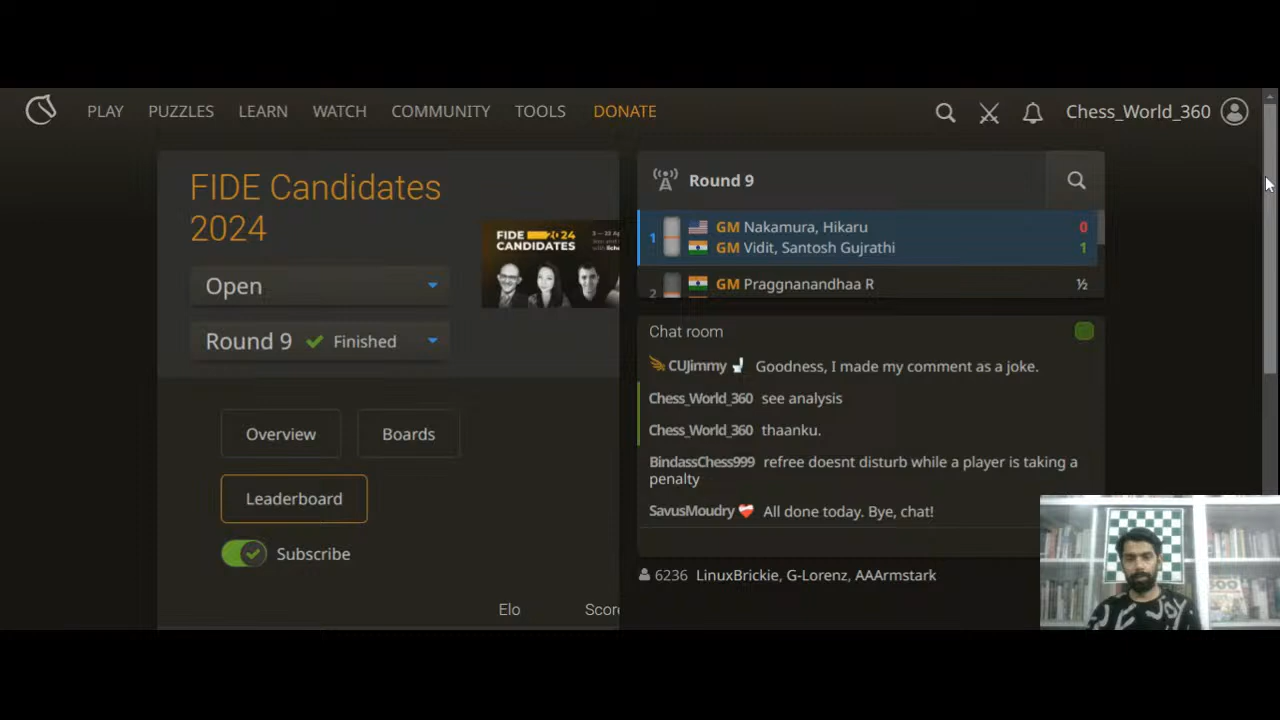 PLAY PUZZLES LEARN WATCH COMMUNITY TOOLS DONATE Chess_World_360
FIDE Candidates
2024
FIDE 2024
CANDIDATES
Open
Round 9 Finished
Overview Boards
Leaderboard
Subscribe
Elo Score
Round 9
1 GM Nakamura, Hikaru 0
GM Vidit, Santosh Gujrathi 1
2 GM Praggnanandhaa R ½
Chat room
CUJimmy Goodness, I made my comment as a joke.
Chess_World_360 see analysis
Chess_World_360 thaanku.
BindassChess999 refree doesnt disturb while a player is taking a
penalty
SavusMoudry All done today. Bye, chat!
6236 LinuxBrickie, G-Lorenz, AAArmstark